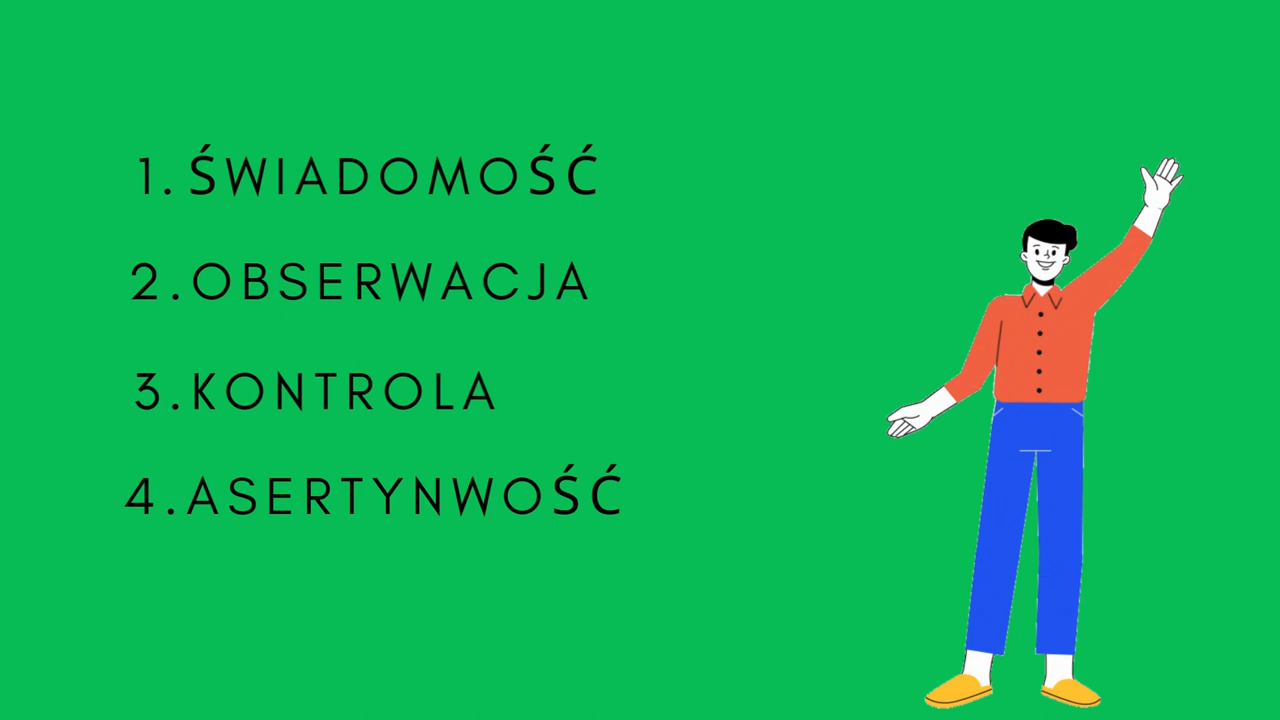 1. ŚWIADOMOŚĆ
2. OBSERWACJA
3. KONTROLA
4. ASERTYNWOŚĆ